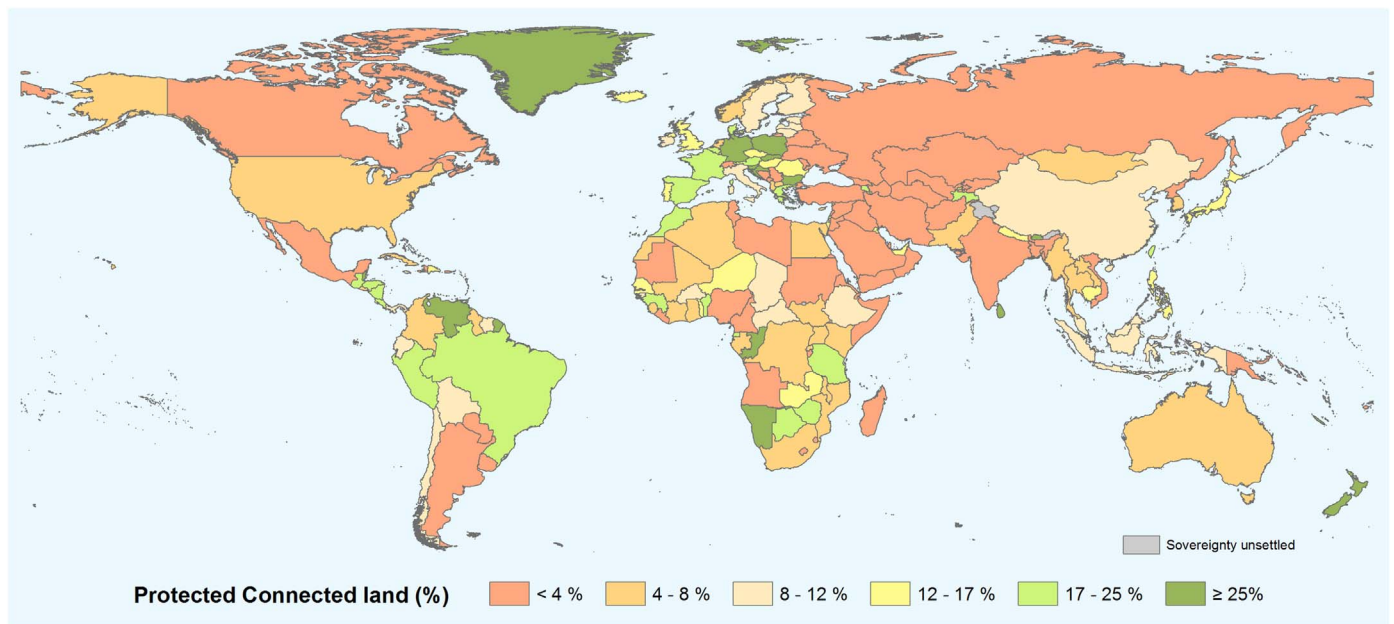 Sovereignty unsettled
Protected Connected land (%) < 4 % 4 - 8 % 8 - 12 % 12 - 17 % 17 - 25 % ≥ 25%